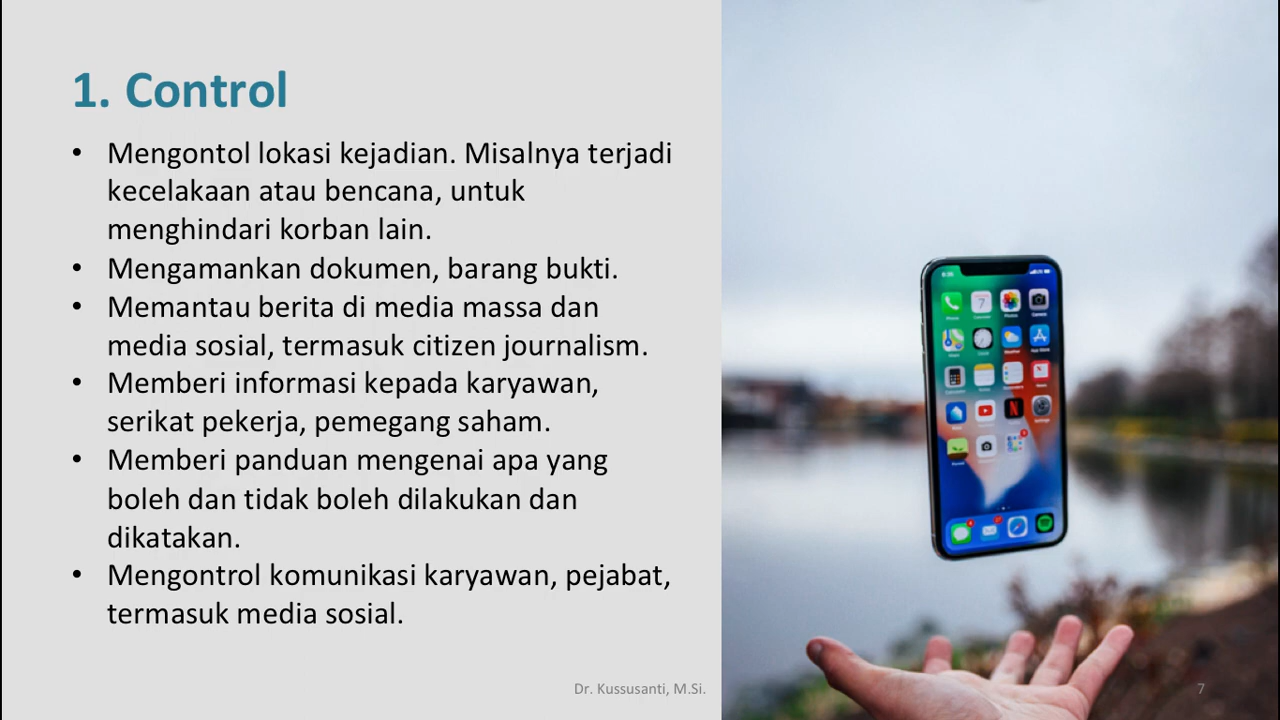 1. Control
• Mengontol lokasi kejadian. Misalnya terjadi
kecelakaan atau bencana, untuk
menghindari korban lain.
• Mengamankan dokumen, barang bukti.
• Memantau berita di media massa dan
media sosial, termasuk citizen journalism.
• Memberi informasi kepada karyawan,
serikat pekerja, pemegang saham.
• Memberi panduan mengenai apa yang
boleh dan tidak boleh dilakukan dan
dikatakan.
• Mengontrol komunikasi karyawan, pejabat,
termasuk media sosial.
Dr. Kussusanti, M.Si.
7